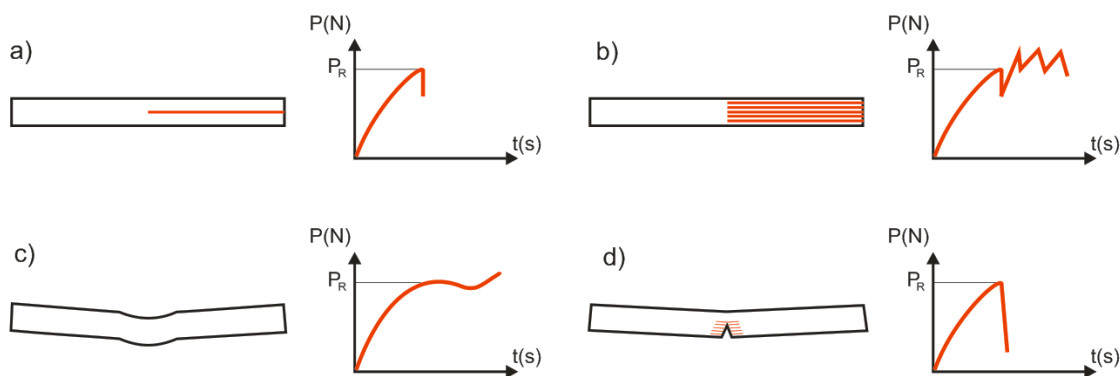 a)
P(N)
P_R
t(s)
b)
P(N)
P_R
t(s)
c)
P(N)
P_R
t(s)
d)
P(N)
P_R
t(s)